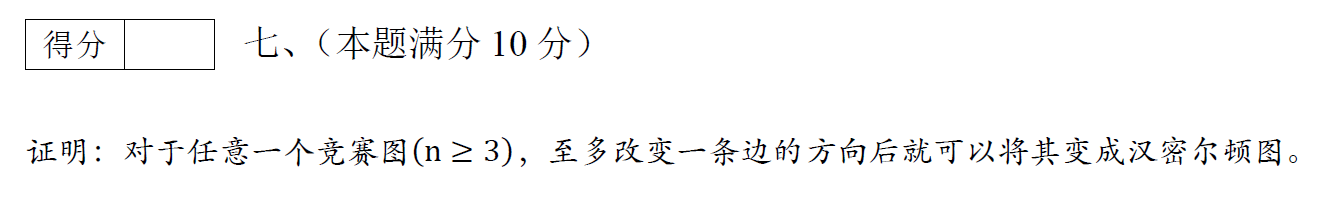 得分 七、（本题满分 10 分）
证明：对于任意一个竞赛图(n ≥ 3)，至多改变一条边的方向后就可以将其变成汉密尔顿图。